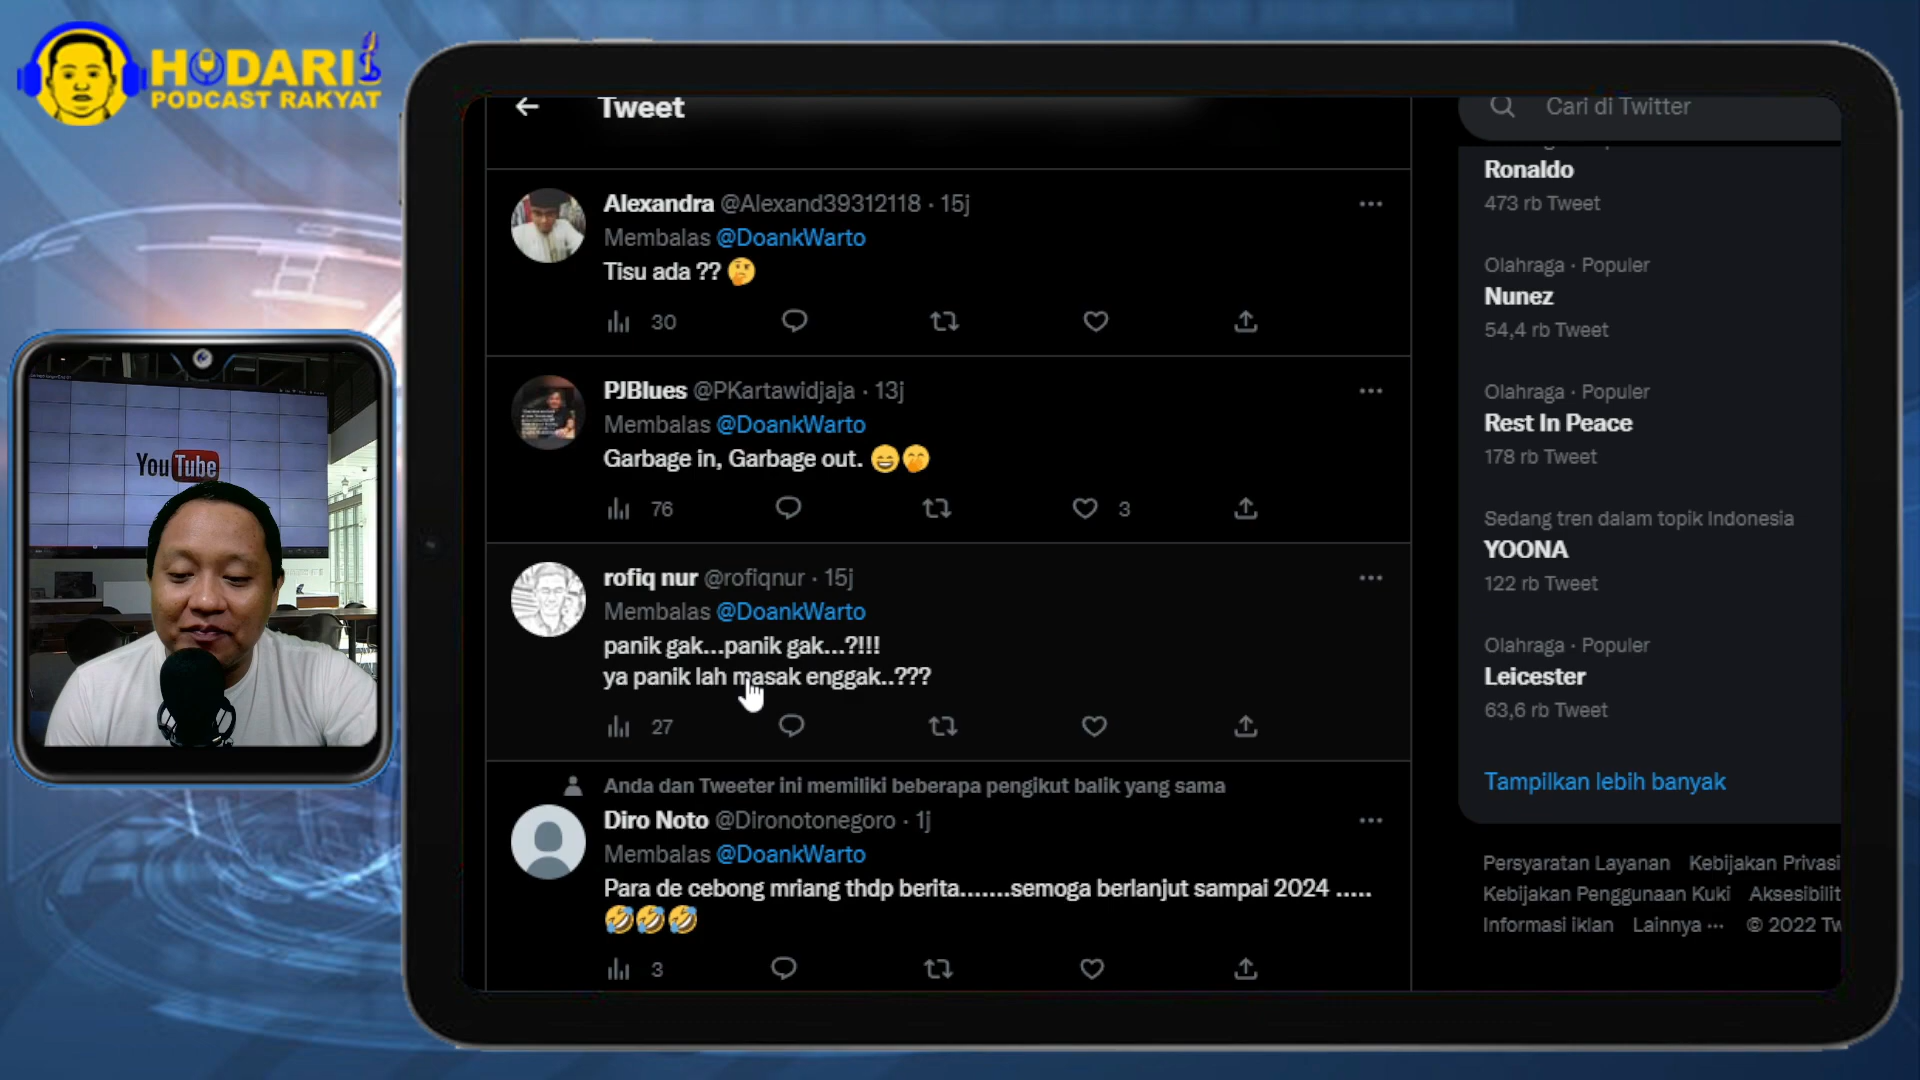 HODARI
PODCAST RAKYAT
YouTube
Tweet
Alexandra @Alexand39312118 · 15j
Membalas @DoankWarto
Tisu ada ?? 🤔
30
PJBlues @PKartawidjaja · 13j
Membalas @DoankWarto
Garbage in, Garbage out. 😄🤭
76
3
rofiq nur @rofiqnur · 15j
Membalas @DoankWarto
panik gak...panik gak...?!!!
ya panik lah masak enggak..???
27
Anda dan Tweeter ini memiliki beberapa pengikut balik yang sama
Diro Noto @Dironotonegoro · 1j
Membalas @DoankWarto
Para de cebong mriang thdp berita.......semoga berlanjut sampai 2024 .....
🤣🤣🤣
3
Cari di Twitter
Ronaldo
473 rb Tweet
Olahraga · Populer
Nunez
54,4 rb Tweet
Olahraga · Populer
Rest In Peace
178 rb Tweet
Sedang tren dalam topik Indonesia
YOONA
122 rb Tweet
Olahraga · Populer
Leicester
63,6 rb Tweet
Tampilkan lebih banyak
Persyaratan Layanan Kebijakan Privasi
Kebijakan Penggunaan Kuki Aksesibilit
Informasi iklan Lainnya ··· © 2022 Tw